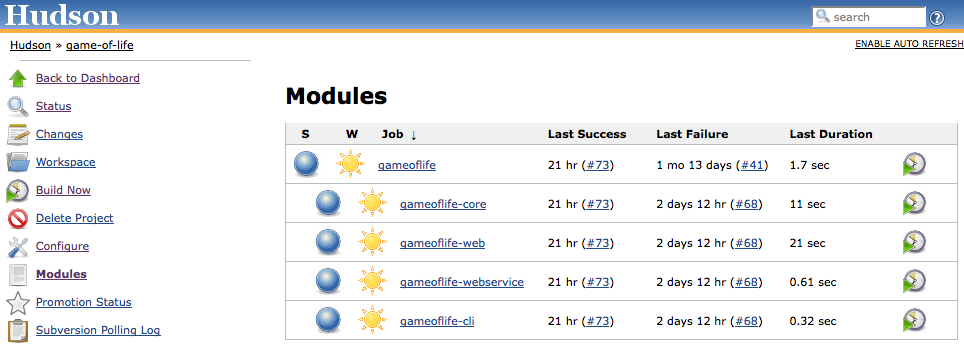 Hudson
search
Hudson » game-of-life
ENABLE AUTO REFRESH
Back to Dashboard
Status
Changes
Workspace
Build Now
Delete Project
Configure
Modules
Promotion Status
Subversion Polling Log
Modules
S W Job ↓ Last Success Last Failure Last Duration
gameoflife 21 hr (#73) 1 mo 13 days (#41) 1.7 sec
gameoflife-core 21 hr (#73) 2 days 12 hr (#68) 11 sec
gameoflife-web 21 hr (#73) 2 days 12 hr (#68) 21 sec
gameoflife-webservice 21 hr (#73) 2 days 12 hr (#68) 0.61 sec
gameoflife-cli 21 hr (#73) 2 days 12 hr (#68) 0.32 sec